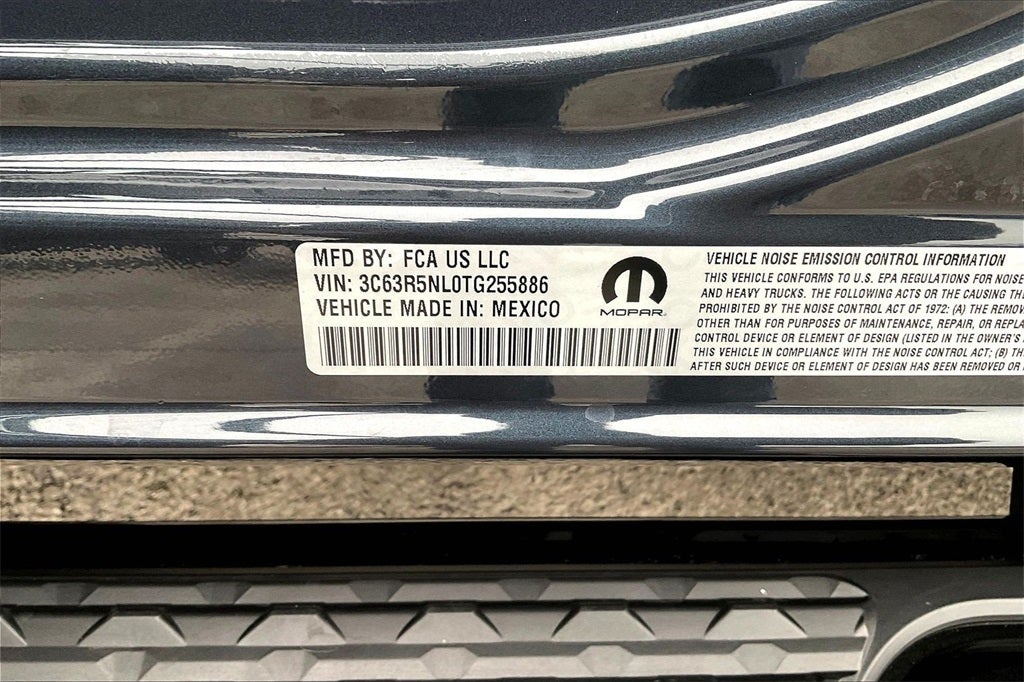 MFD BY: FCA US LLC
VIN: 3C63R5NL0TG255886
VEHICLE MADE IN: MEXICO
MOPAR
VEHICLE NOISE EMISSION CONTROL INFORMATION
THIS VEHICLE CONFORMS TO U.S. EPA REGULATIONS FOR NOISE
AND HEAVY TRUCKS. THE FOLLOWING ACTS OR THE CAUSING THE
PROHIBITED BY THE NOISE CONTROL ACT OF 1972: (A) THE REMOV
OTHER THAN FOR PURPOSES OF MAINTENANCE, REPAIR, OR REPLA
CONTROL DEVICE OR ELEMENT OF DESIGN (LISTED IN THE OWNER'S
THIS VEHICLE IN COMPLIANCE WITH THE NOISE CONTROL ACT; (B) TH
AFTER SUCH DEVICE OR ELEMENT OF DESIGN HAS BEEN REMOVED OR